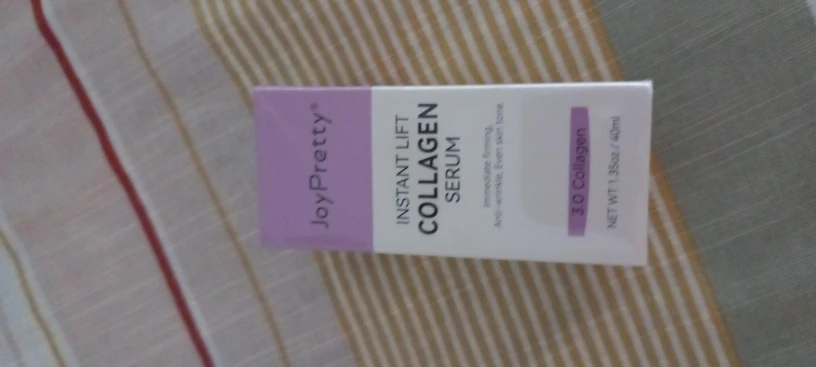 JoyPretty®
INSTANT LIFT
COLLAGEN
SERUM
Immediate firming,
Anti-wrinkle, Even skin tone
3.0 Collagen
NET WT:1.35oz./ 40ml